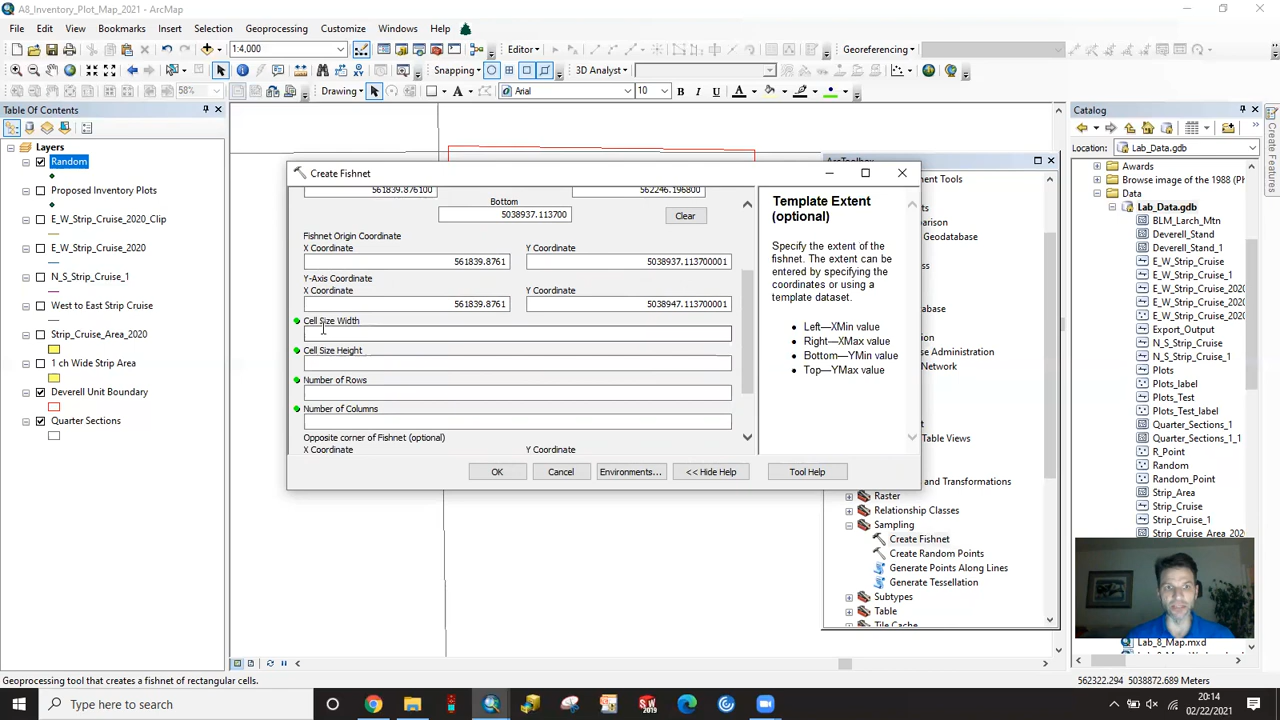 A8_Inventory_Plot_Map_2021 - ArcMap
File Edit View Bookmarks Insert Selection Geoprocessing Customize Windows Help
1:4,000 Editor Georeferencing
Snapping 3D Analyst
58% Drawing A Arial 10 B I U A
Table Of Contents
Layers
Random
Proposed Inventory Plots
E_W_Strip_Cruise_2020_Clip
E_W_Strip_Cruise_2020
N_S_Strip_Cruise_1
West to East Strip Cruise
Strip_Cruise_Area_2020
1 ch Wide Strip Area
Deverell Unit Boundary
Quarter Sections
Create Fishnet
561839.876100 562246.196800
Bottom
5038937.113700 Clear
Fishnet Origin Coordinate
X Coordinate Y Coordinate
561839.8761 5038937.113700001
Y-Axis Coordinate
X Coordinate Y Coordinate
561839.8761 5038947.113700001
Cell Size Width
Cell Size Height
Number of Rows
Number of Columns
Opposite corner of Fishnet (optional)
X Coordinate Y Coordinate
OK Cancel Environments... << Hide Help Tool Help
Template Extent
(optional)
Specify the extent of the
fishnet. The extent can be
entered by specifying the
coordinates or using a
template dataset.
Left—XMin value
Right—XMax value
Bottom—YMin value
Top—YMax value
Raster
Relationship Classes
Sampling
Create Fishnet
Create Random Points
Generate Points Along Lines
Generate Tessellation
Subtypes
Table
Tile Cache
Catalog
Location: Lab_Data.gdb
Awards
Browse image of the 1988 (P
Data
Lab_Data.gdb
BLM_Larch_Mtn
Deverell_Stand
Deverell_Stand_1
E_W_Strip_Cruise
E_W_Strip_Cruise_1
E_W_Strip_Cruise_20
E_W_Strip_Cruise_20
Export_Output
N_S_Strip_Cruise
N_S_Strip_Cruise_1
Plots
Plots_label
Plots_Test
Plots_Test_label
Quarter_Sections_1
Quarter_Sections_1_1
R_Point
Random
Random_Point
Strip_Area
Strip_Cruise
Strip_Cruise_1
Strip_Cruise_Area_202
Lab_8_Map.mxd
Create Features
Geoprocessing tool that creates a fishnet of rectangular cells.
562322.294 5038872.689 Meters
Type here to search
20:14
02/22/2021